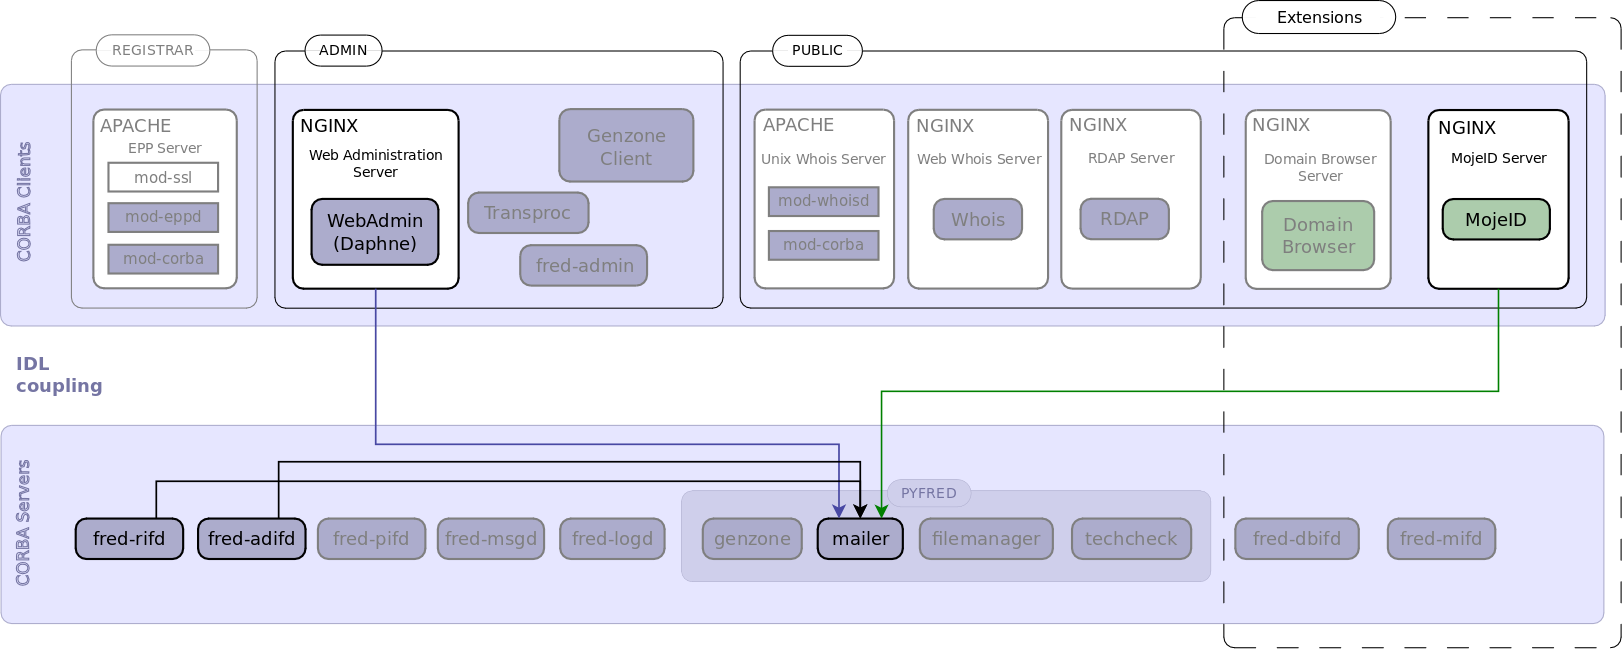 Extensions
REGISTRAR
ADMIN
PUBLIC
CORBA Clients
APACHE
EPP Server
mod-ssl
mod-eppd
mod-corba
NGINX
Web Administration
Server
WebAdmin
(Daphne)
Genzone
Client
Transproc
fred-admin
APACHE
Unix Whois Server
mod-whoisd
mod-corba
NGINX
Web Whois Server
Whois
NGINX
RDAP Server
RDAP
NGINX
Domain Browser
Server
Domain
Browser
NGINX
MojeID Server
MojeID
IDL
coupling
CORBA Servers
PYFRED
fred-rifd
fred-adifd
fred-pifd
fred-msgd
fred-logd
genzone
mailer
filemanager
techcheck
fred-dbifd
fred-mifd